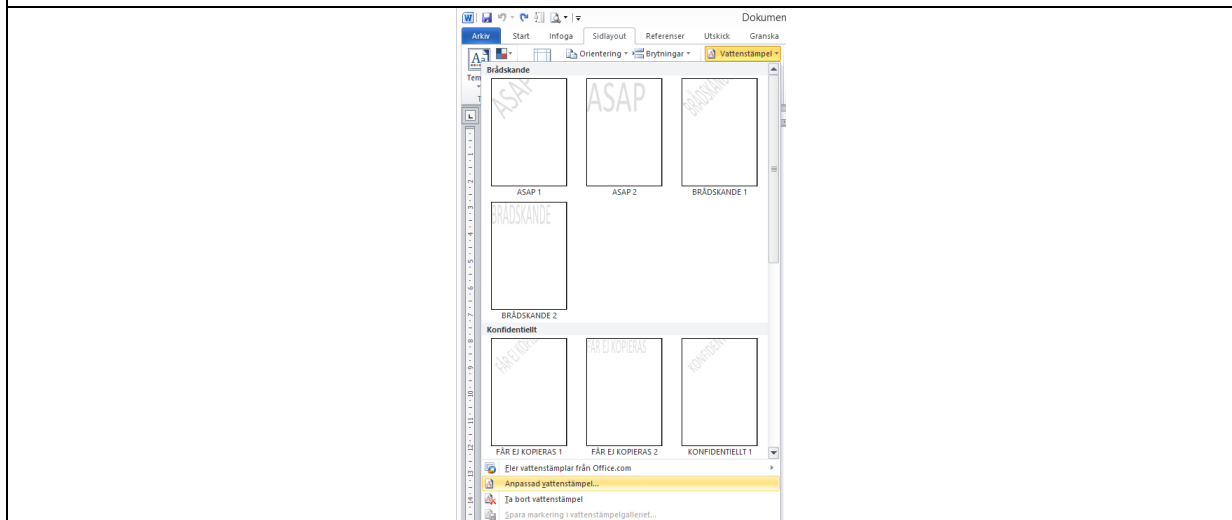 Dokumen
Arkiv Start Infoga Sidlayout Referenser Utskick Granska
Orientering Brytningar Vattenstämpel
Tem
Brådskande
ASAP ASAP BRÅDSKANDE
ASAP 1 ASAP 2 BRÅDSKANDE 1
BRÅDSKANDE
BRÅDSKANDE 2
Konfidentiellt
FÅR EJ KOPIERAS FÅR EJ KOPIERAS KONFIDENTI
FÅR EJ KOPIERAS 1 FÅR EJ KOPIERAS 2 KONFIDENTIELLT 1
Fler vattenstämplar från Office.com
Anpassad vattenstämpel...
Ta bort vattenstämpel
Spara markering i vattenstämpelgalleriet...